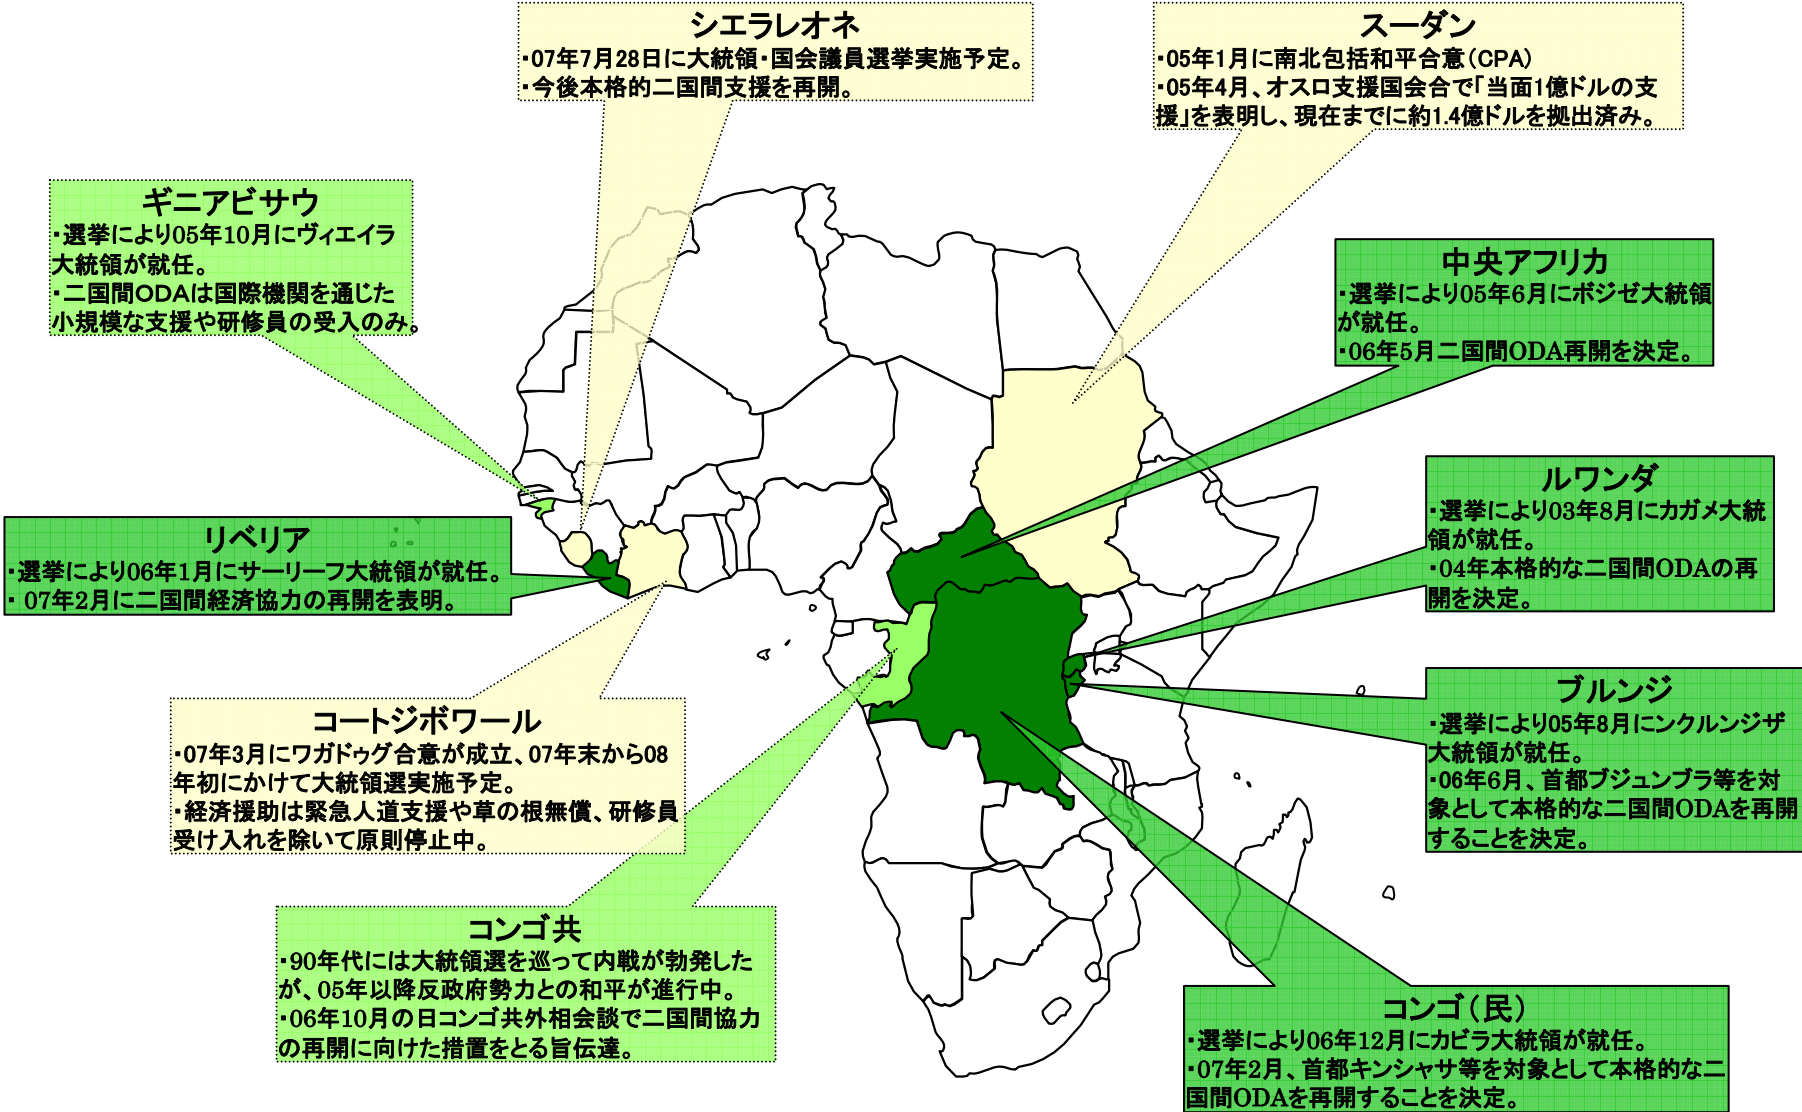 シエラレオネ
・07年7月28日に大統領・国会議員選挙実施予定。
・今後本格的二国間支援を再開。
スーダン
・05年1月に南北包括和平合意（CPA）
・05年4月、オスロ支援国会合で「当面1億ドルの支
援」を表明し、現在までに約1.4億ドルを拠出済み。
ギニアビサウ
・選挙により05年10月にヴィエイラ
大統領が就任。
・二国間ODAは国際機関を通じた
小規模な支援や研修員の受入のみ。
中央アフリカ
・選挙により05年6月にボジゼ大統領
が就任。
・06年5月二国間ODA再開を決定。
ルワンダ
・選挙により03年8月にカガメ大統
領が就任。
・04年本格的な二国間ODAの再
開を決定。
リベリア
・選挙により06年1月にサーリーフ大統領が就任。
・ 07年2月に二国間経済協力の再開を表明。
ブルンジ
・選挙により05年8月にンクルンジザ
大統領が就任。
・06年6月、首都ブジュンブラ等を対
象として本格的な二国間ODAを再開
することを決定。
コートジボワール
・07年3月にワガドゥグ合意が成立、07年末から08
年初にかけて大統領選実施予定。
・経済援助は緊急人道支援や草の根無償、研修員
受け入れを除いて原則停止中。
コンゴ共
・90年代には大統領選を巡って内戦が勃発した
が、05年以降反政府勢力との和平が進行中。
・06年10月の日コンゴ共外相会談で二国間協力
の再開に向けた措置をとる旨伝達。
コンゴ（民）
・選挙により06年12月にカビラ大統領が就任。
・07年2月、首都キンシャサ等を対象として本格的な二
国間ODAを再開することを決定。